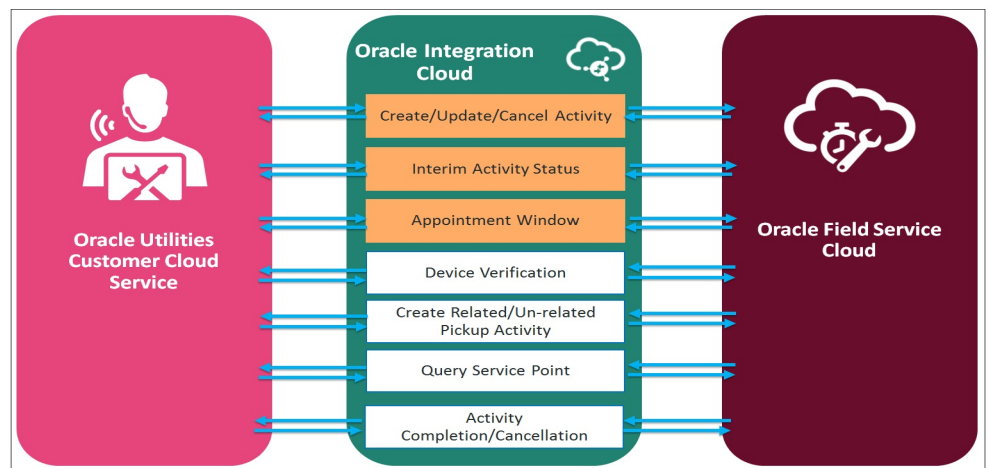 Oracle Utilities
Customer Cloud
Service
Oracle Integration
Cloud
Create/Update/Cancel Activity
Interim Activity Status
Appointment Window
Device Verification
Create Related/Un-related
Pickup Activity
Query Service Point
Activity
Completion/Cancellation
Oracle Field Service
Cloud